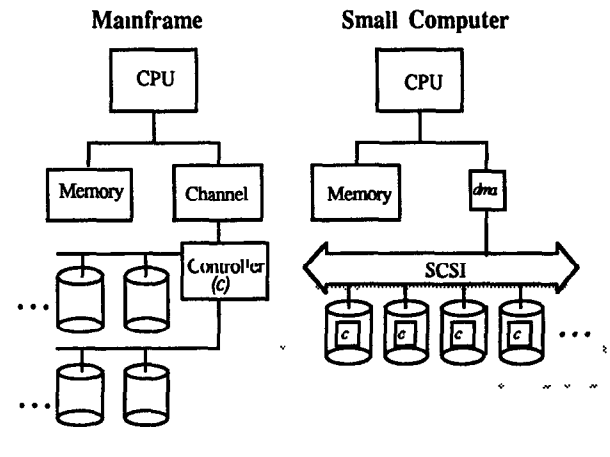 Mainframe Small Computer
CPU CPU
Memory Channel Memory dma
Controller
(c)
SCSI
...
c c c c ...
...